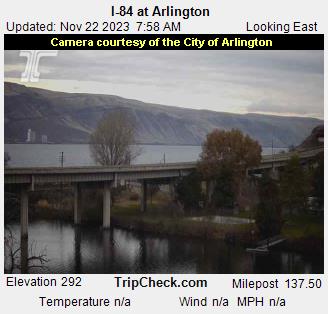 I-84 at Arlington
Updated: Nov 22 2023 7:58 AM Looking East
Camera courtesy of the City of Arlington
Elevation 292 TripCheck.com Milepost 137.50
Temperature n/a Wind n/a MPH n/a